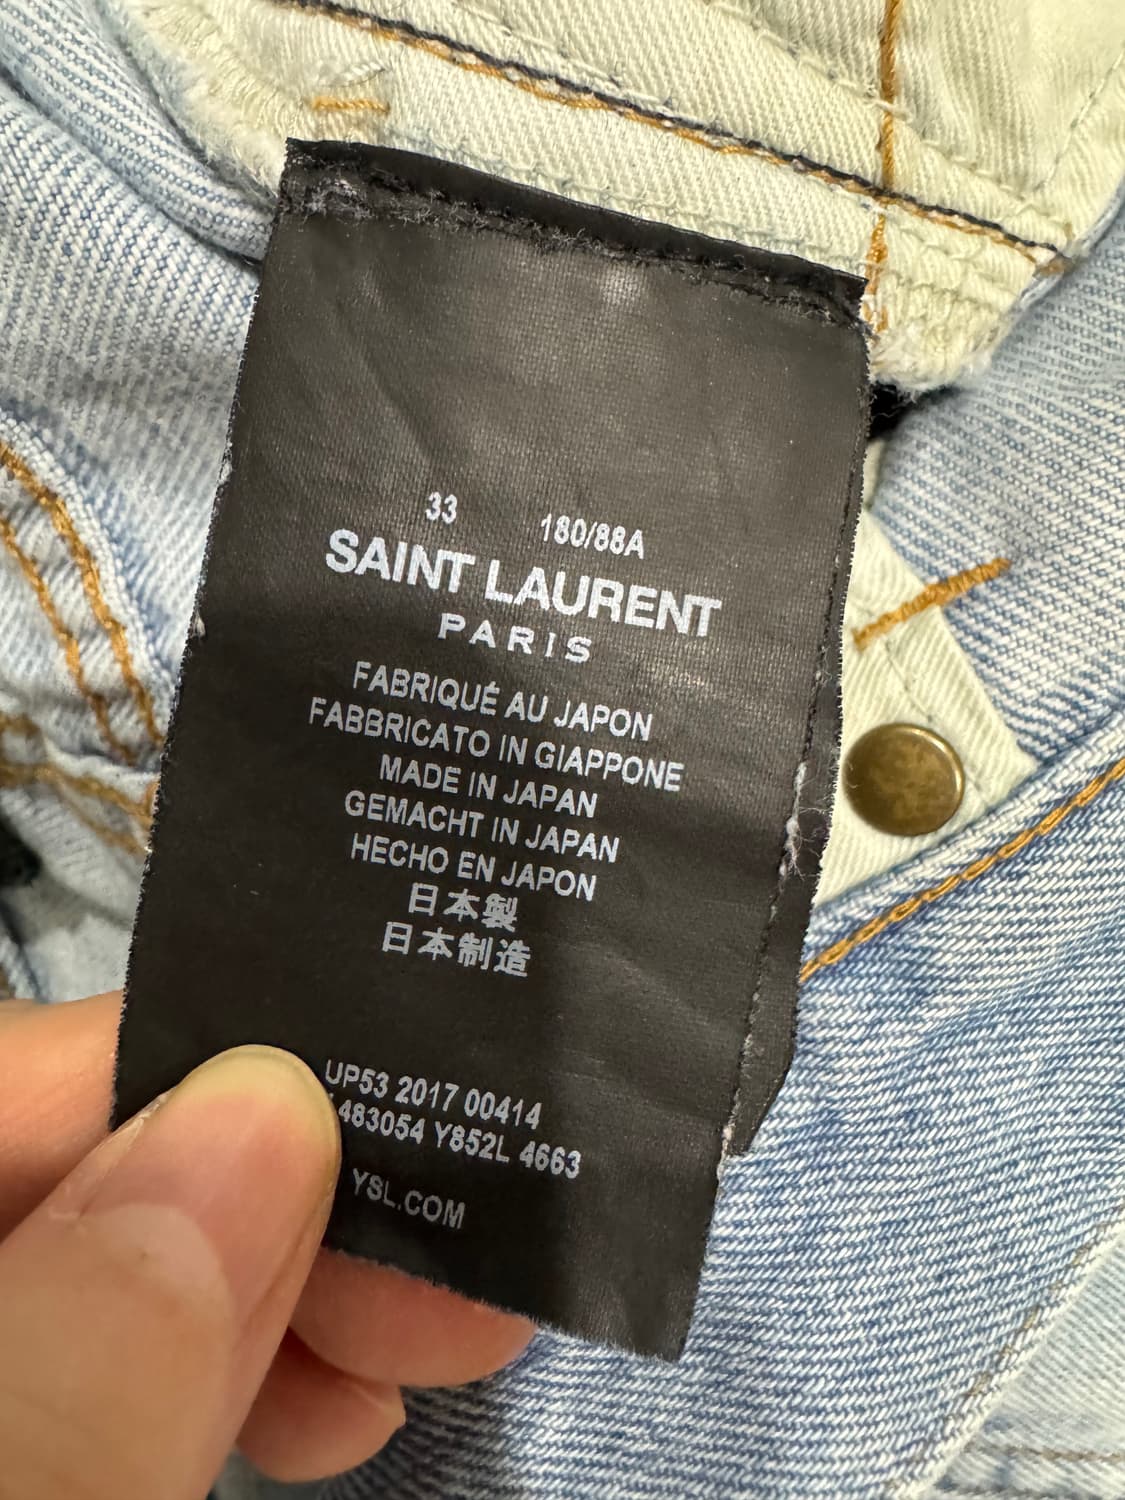 33 180/88A
SAINT LAURENT
PARIS
FABRIQUÉ AU JAPON
FABBRICATO IN GIAPPONE
MADE IN JAPAN
GEMACHT IN JAPAN
HECHO EN JAPON
日本製
日本制造
UP53 2017 00414
483054 Y852L 4663
YSL.COM